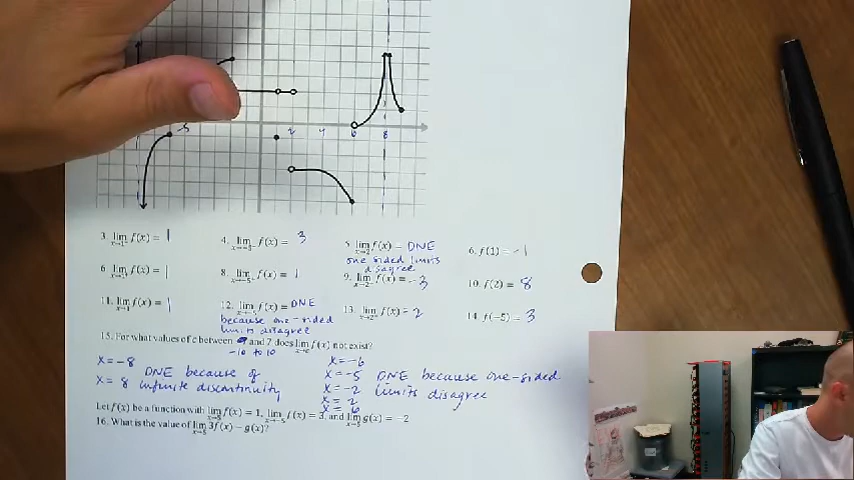 -5 2 4 6 8
3. lim x→1⁻ f(x) = 1 4. lim f(x) = 3 5. lim x→2 f(x) = DNE one sided limits disagree 6. f(1) = -1
6. lim x→1⁺ f(x) = 1 8. lim f(x) = 1 9. lim f(x) = -3 10. f(2) = 8
11. lim x→1 f(x) = 1 12. lim x→-5 f(x) = DNE because one-sided limits disagree 13. lim f(x) = 2 14. f(-5) = 3
15. For what values of c between and 7 does lim x→c f(x) not exist?
-10 to 10
x = -8
x = 8
DNE because of
infinite discontinuity
x = -6
x = -5
x = -2
x = 2
x = 6
DNE because one-sided
limits disagree
Let f(x) be a function with lim f(x) = 1, lim f(x) = 3, and lim x→5 g(x) = -2
16. What is the value of lim x→5 3f(x) - g(x)?